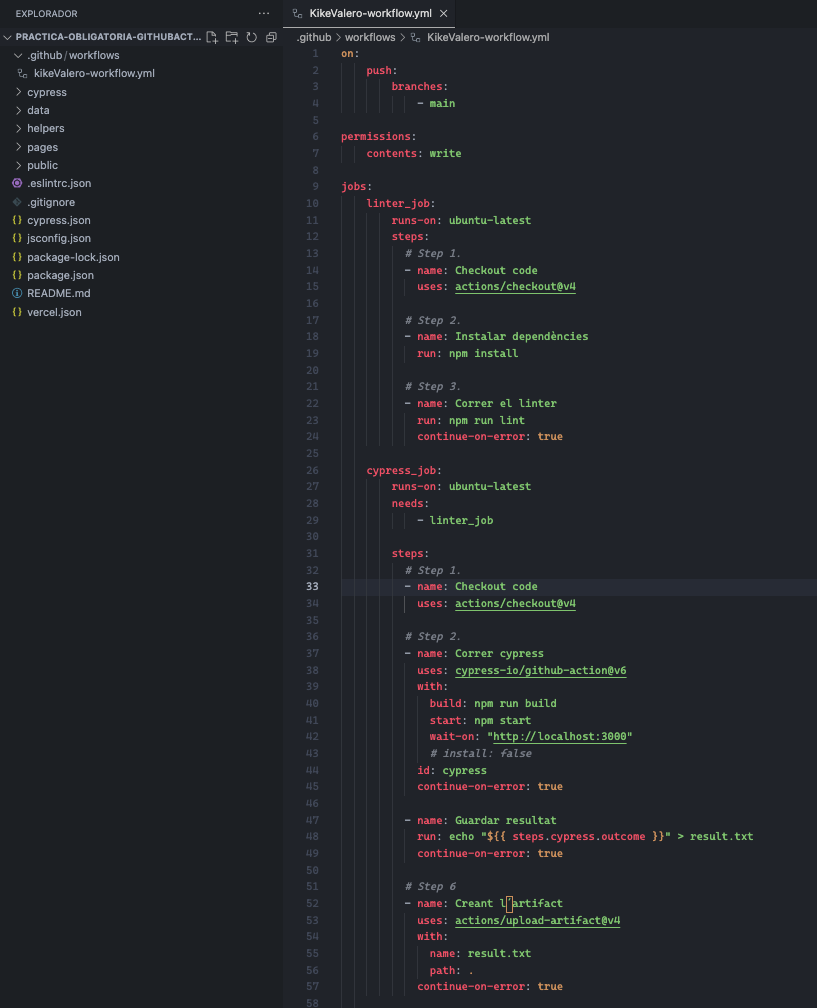 EXPLORADOR
PRACTICA-OBLIGATORIA-GITHUBACT...
.github/workflows
kikeValero-workflow.yml
cypress
data
helpers
pages
public
.eslintrc.json
.gitignore
cypress.json
jsconfig.json
package-lock.json
package.json
README.md
vercel.json
KikeValero-workflow.yml
.github > workflows > KikeValero-workflow.yml
1 on:
2 push:
3 branches:
4 - main
5
6 permissions:
7 contents: write
8
9 jobs:
10 linter_job:
11 runs-on: ubuntu-latest
12 steps:
13 # Step 1.
14 - name: Checkout code
15 uses: actions/checkout@v4
16
17 # Step 2.
18 - name: Instalar dependències
19 run: npm install
20
21 # Step 3.
22 - name: Correr el linter
23 run: npm run lint
24 continue-on-error: true
25
26 cypress_job:
27 runs-on: ubuntu-latest
28 needs:
29 - linter_job
30
31 steps:
32 # Step 1.
33 - name: Checkout code
34 uses: actions/checkout@v4
35
36 # Step 2.
37 - name: Correr cypress
38 uses: cypress-io/github-action@v6
39 with:
40 build: npm run build
41 start: npm start
42 wait-on: "http://localhost:3000"
43 # install: false
44 id: cypress
45 continue-on-error: true
46
47 - name: Guardar resultat
48 run: echo "${{ steps.cypress.outcome }}" > result.txt
49 continue-on-error: true
50
51 # Step 6
52 - name: Creant l´artifact
53 uses: actions/upload-artifact@v4
54 with:
55 name: result.txt
56 path: .
57 continue-on-error: true
58